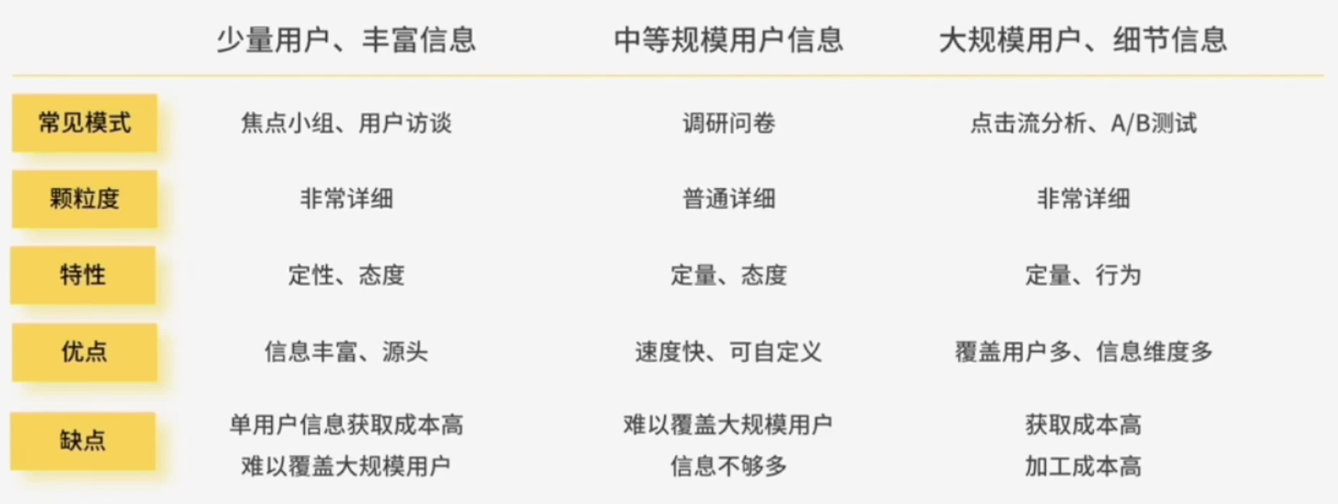 少量用户、丰富信息 中等规模用户信息 大规模用户、细节信息
常见模式 焦点小组、用户访谈 调研问卷 点击流分析、A/B测试
颗粒度 非常详细 普通详细 非常详细
特性 定性、态度 定量、态度 定量、行为
优点 信息丰富、源头 速度快、可自定义 覆盖用户多、信息维度多
缺点 单用户信息获取成本高 难以覆盖大规模用户 获取成本高
难以覆盖大规模用户 信息不够多 加工成本高